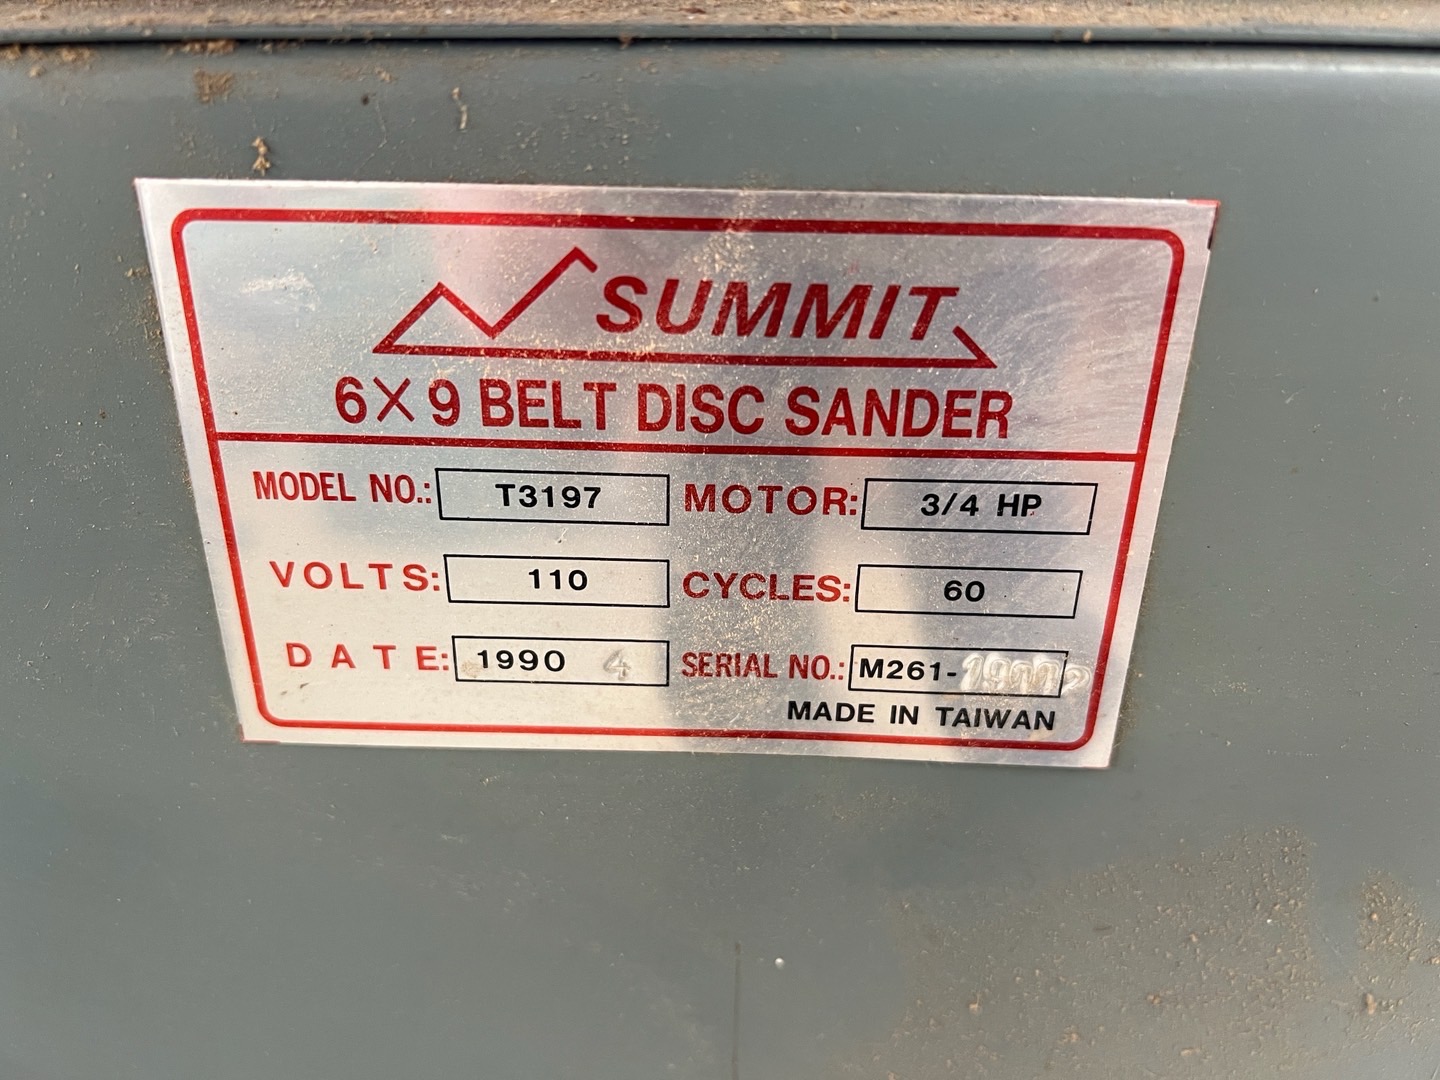 SUMMIT
6X9 BELT DISC SANDER
MODEL NO.: T3197 MOTOR: 3/4 HP
VOLTS: 110 CYCLES: 60
DATE: 1990 4 SERIAL NO.: M261-
MADE IN TAIWAN